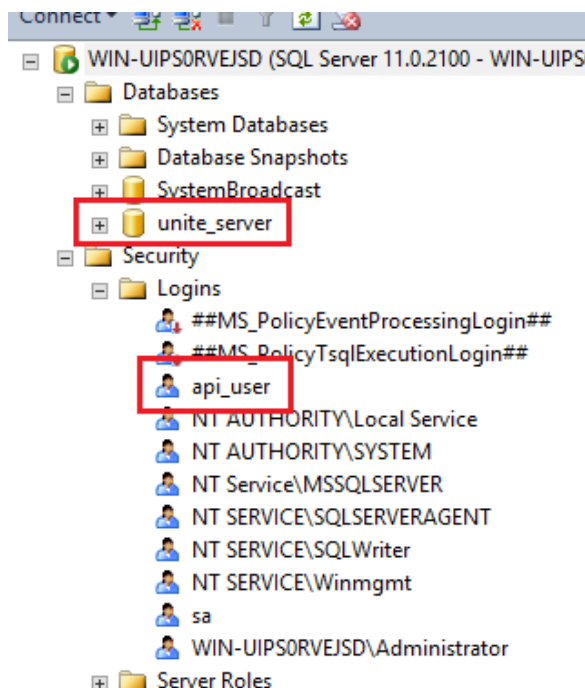 Connect
WIN-UIPS0RVEJSD (SQL Server 11.0.2100 - WIN-UIPS
Databases
System Databases
Database Snapshots
SystemBroadcast
unite_server
Security
Logins
##MS_PolicyEventProcessingLogin##
##MS_PolicyTsqlExecutionLogin##
api_user
NT AUTHORITY\Local Service
NT AUTHORITY\SYSTEM
NT Service\MSSQLSERVER
NT SERVICE\SQLSERVERAGENT
NT SERVICE\SQLWriter
NT SERVICE\Winmgmt
sa
WIN-UIPS0RVEJSD\Administrator
Server Roles